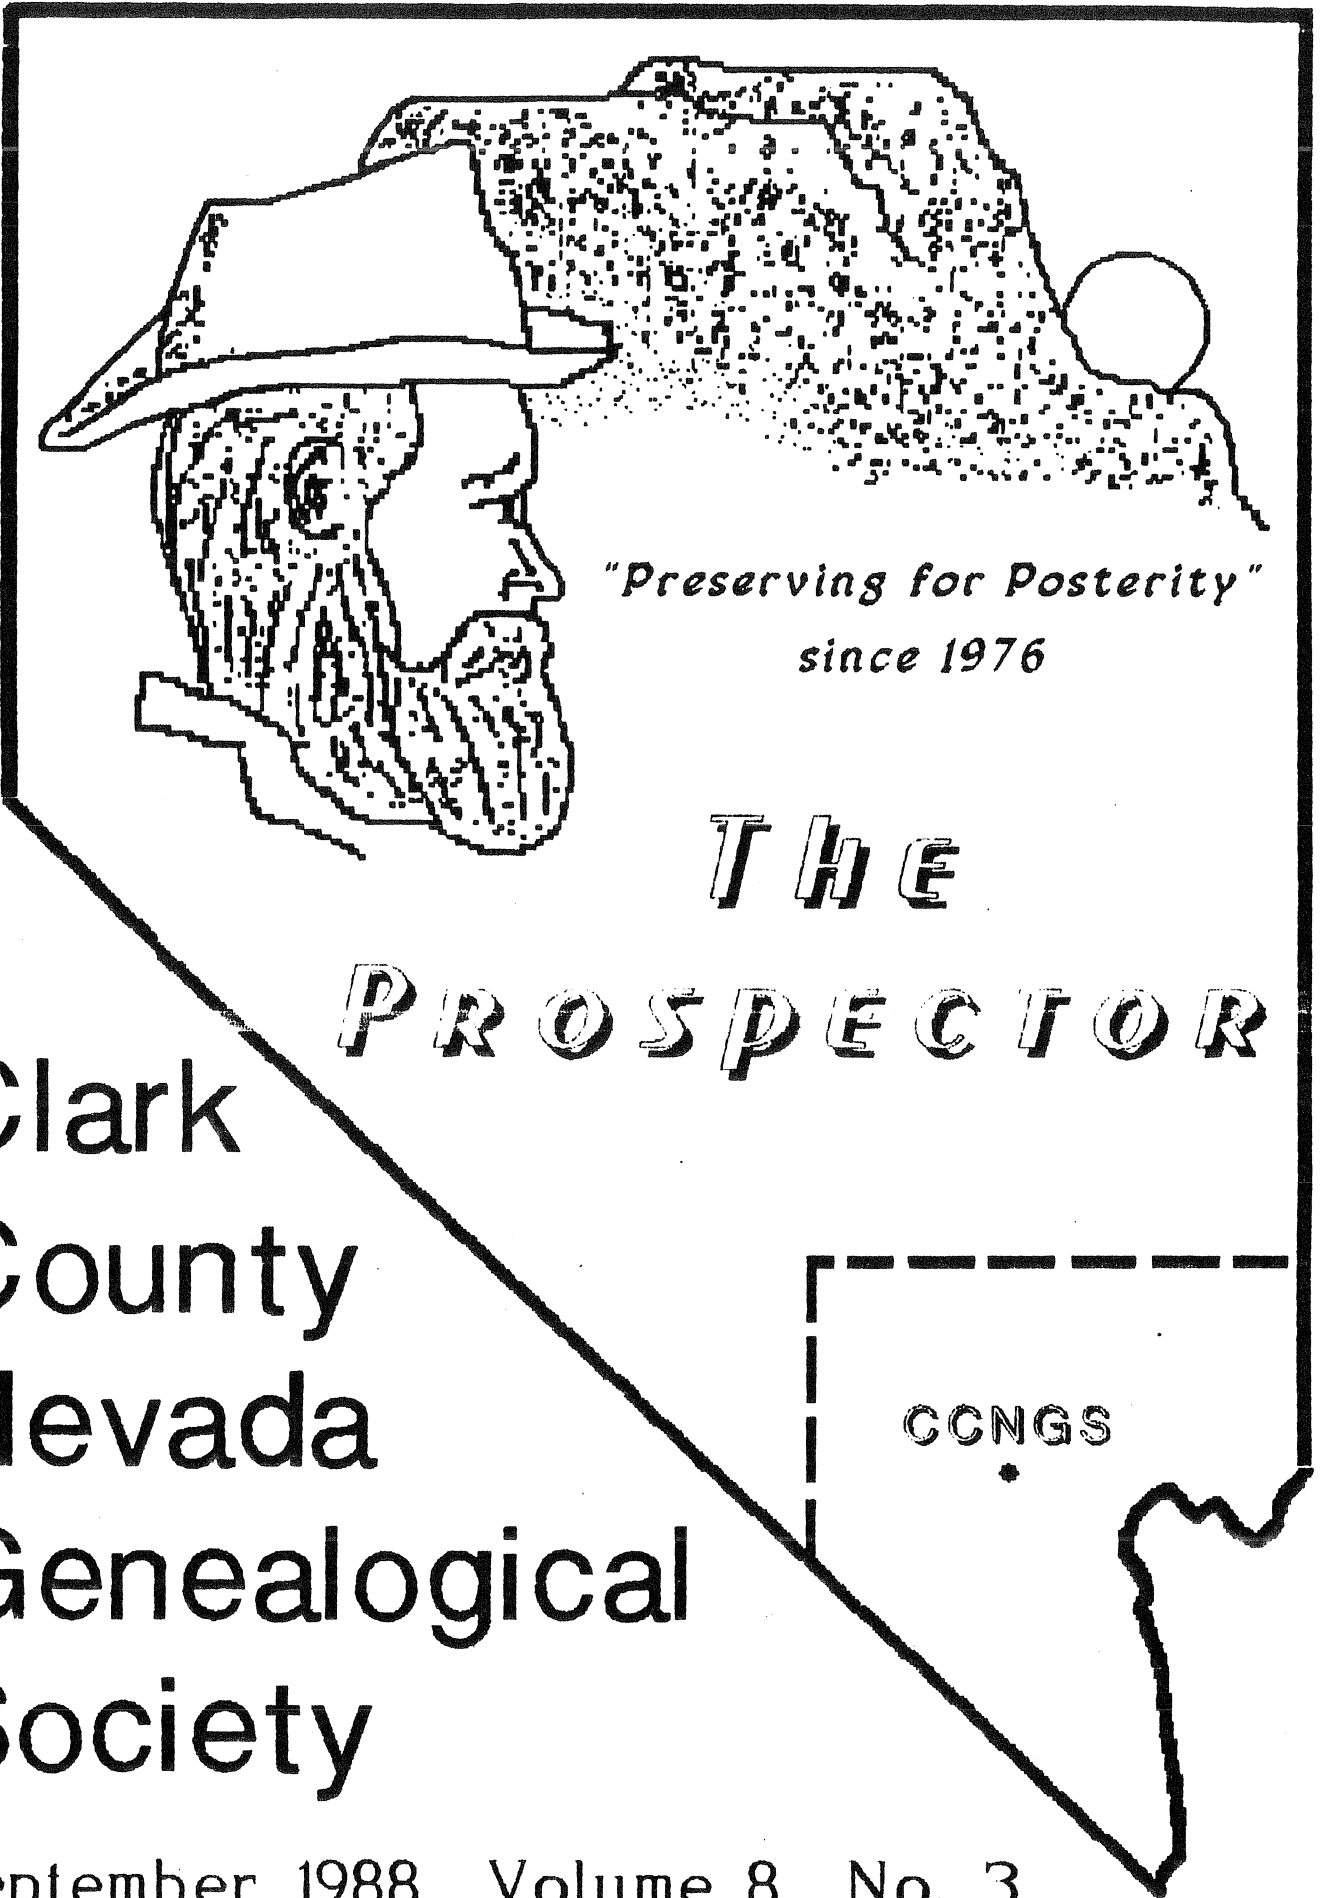 "Preserving for Posterity"
since 1976
The
Prospector
Clark
County
Nevada
Genealogical
Society
CCNGS
September 1988 Volume 8 No. 3